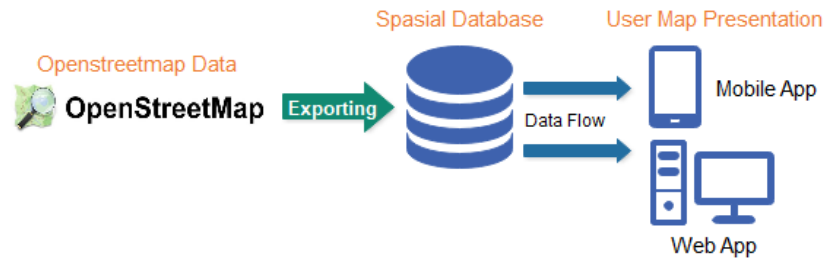 Spasial Database
User Map Presentation
Openstreetmap Data
OpenStreetMap
Exporting
Data Flow
Mobile App
Web App